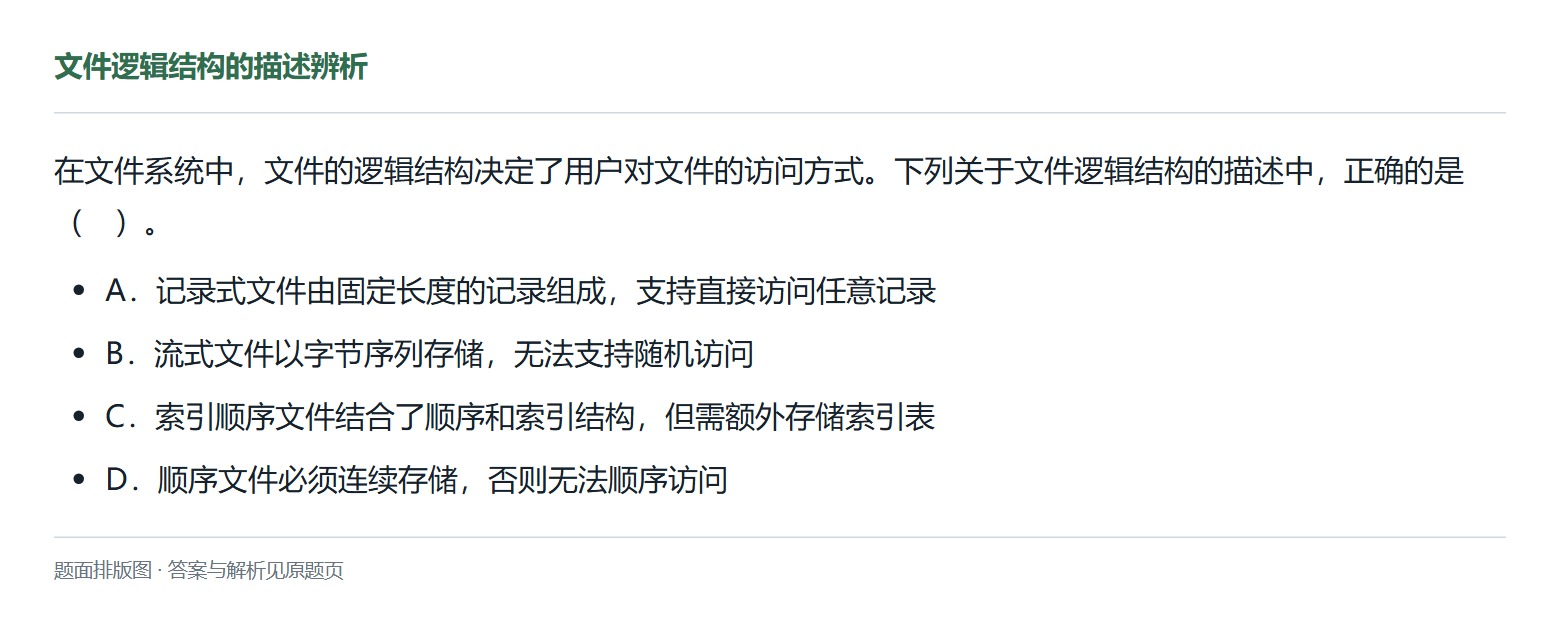 文件逻辑结构的描述辨析
在文件系统中，文件的逻辑结构决定了用户对文件的访问方式。下列关于文件逻辑结构的描述中，正确的是
（　）。
• A．记录式文件由固定长度的记录组成，支持直接访问任意记录
• B．流式文件以字节序列存储，无法支持随机访问
• C．索引顺序文件结合了顺序和索引结构，但需额外存储索引表
• D．顺序文件必须连续存储，否则无法顺序访问
题面排版图 · 答案与解析见原题页